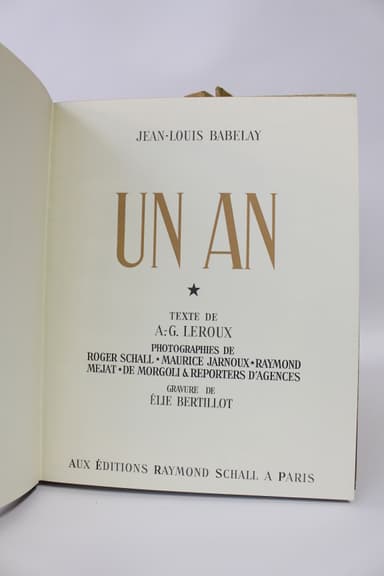 JEAN-LOUIS BABELAY
UN AN
★
TEXTE DE
A.-G. LEROUX
PHOTOGRAPHIES DE
ROGER SCHALL • MAURICE JARNOUX • RAYMOND
MEJAT • DE MORGOLI & REPORTERS D'AGENCES
GRAVURE DE
ÉLIE BERTILLOT
AUX ÉDITIONS RAYMOND SCHALL A PARIS